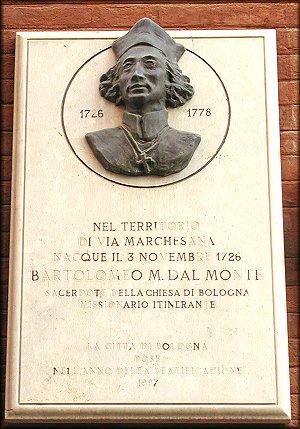 1726 1778
NEL TERRITORIO
DI VIA MARCHESANA
NACQUE IL 3 NOVEMBRE 1726
BARTOLOMEO M. DAL MONTE
SACERDOTE DELLA CHIESA DI BOLOGNA
MISSIONARIO ITINERANTE
LA CITTÀ DI BOLOGNA
POSE
NELL'ANNO DELLA BEATIFICAZIONE
1997